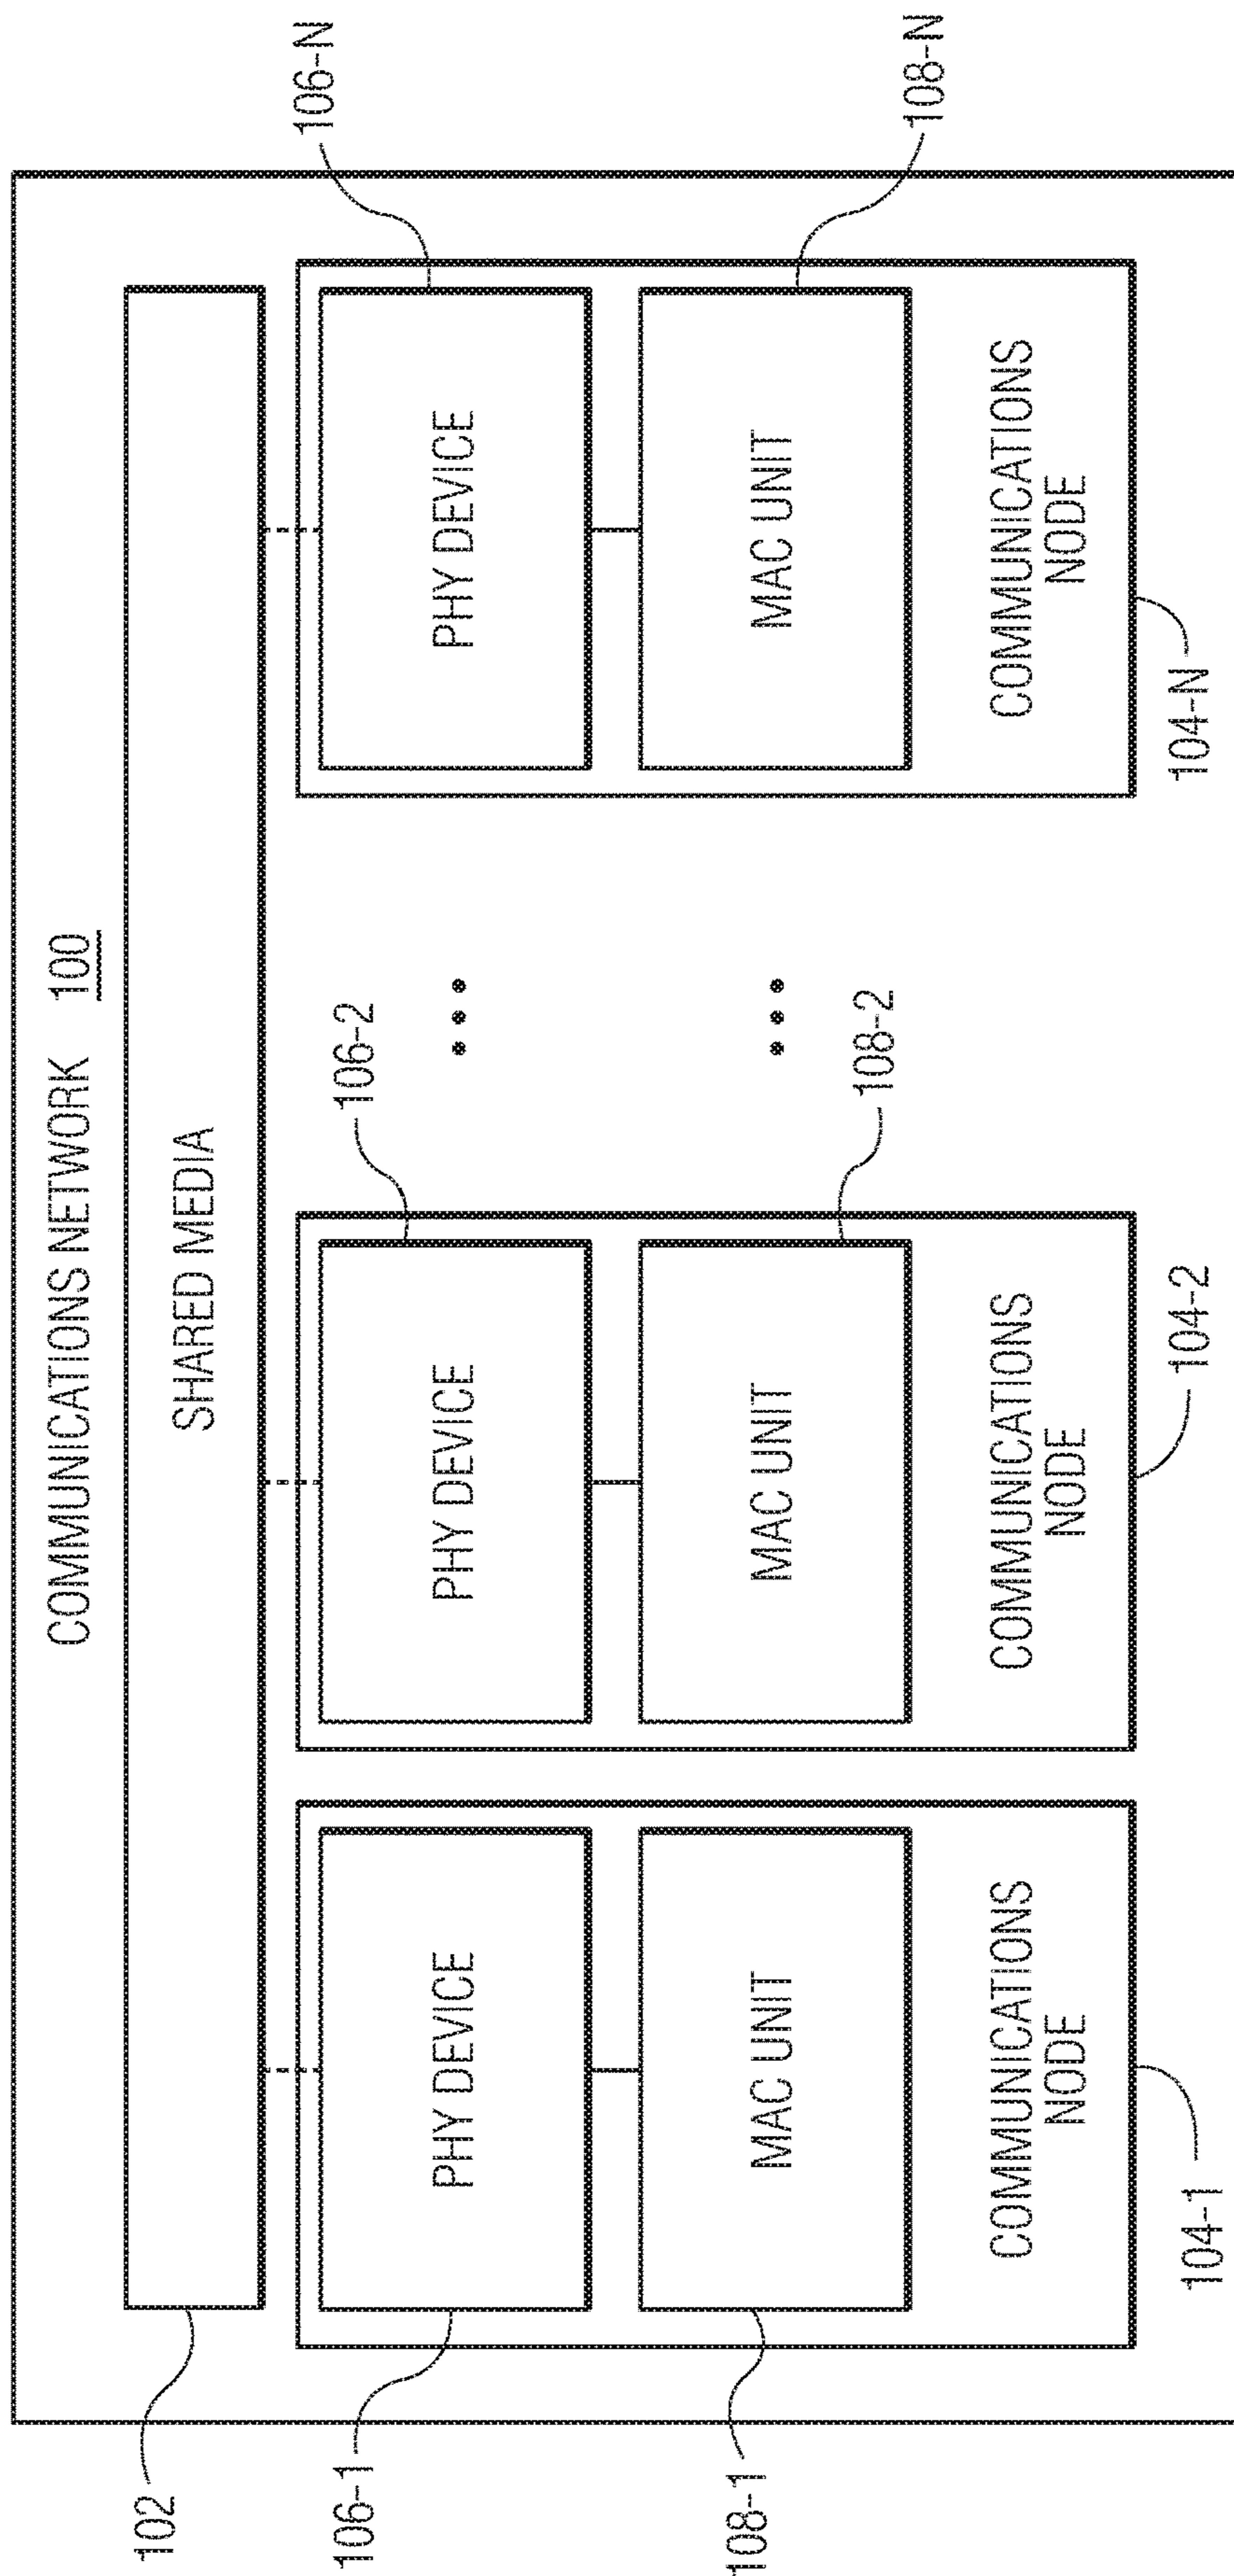 COMMUNICATIONS NETWORK 100
102
SHARED MEDIA
106-1
PHY DEVICE
106-2
PHY DEVICE
106-N
PHY DEVICE
108-1
MAC UNIT
108-2
MAC UNIT
108-N
MAC UNIT
COMMUNICATIONS
NODE
104-1
COMMUNICATIONS
NODE
104-2
COMMUNICATIONS
NODE
104-N